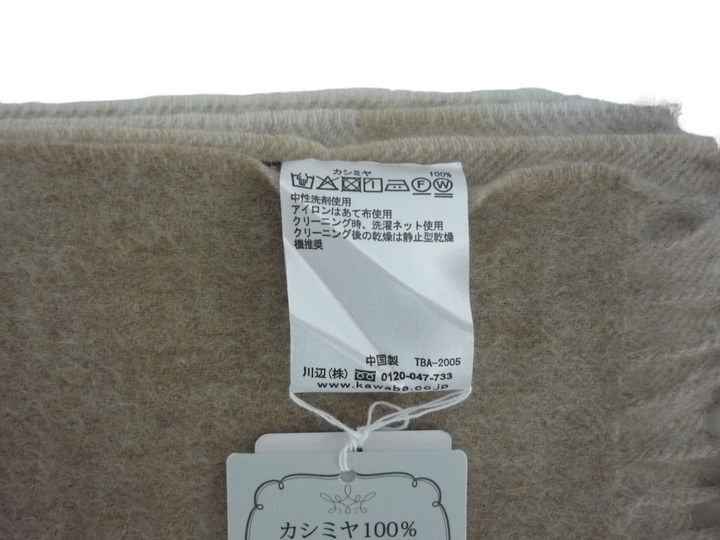 カシミヤ 100%
中性洗剤使用
アイロンはあて布使用
クリーニング時、洗濯ネット使用
クリーニング後の乾燥は静止型乾燥
機推奨
中国製 TBA-2005
川辺(株) 0120-047-733
www.kawabe.co.jp
カシミヤ100%